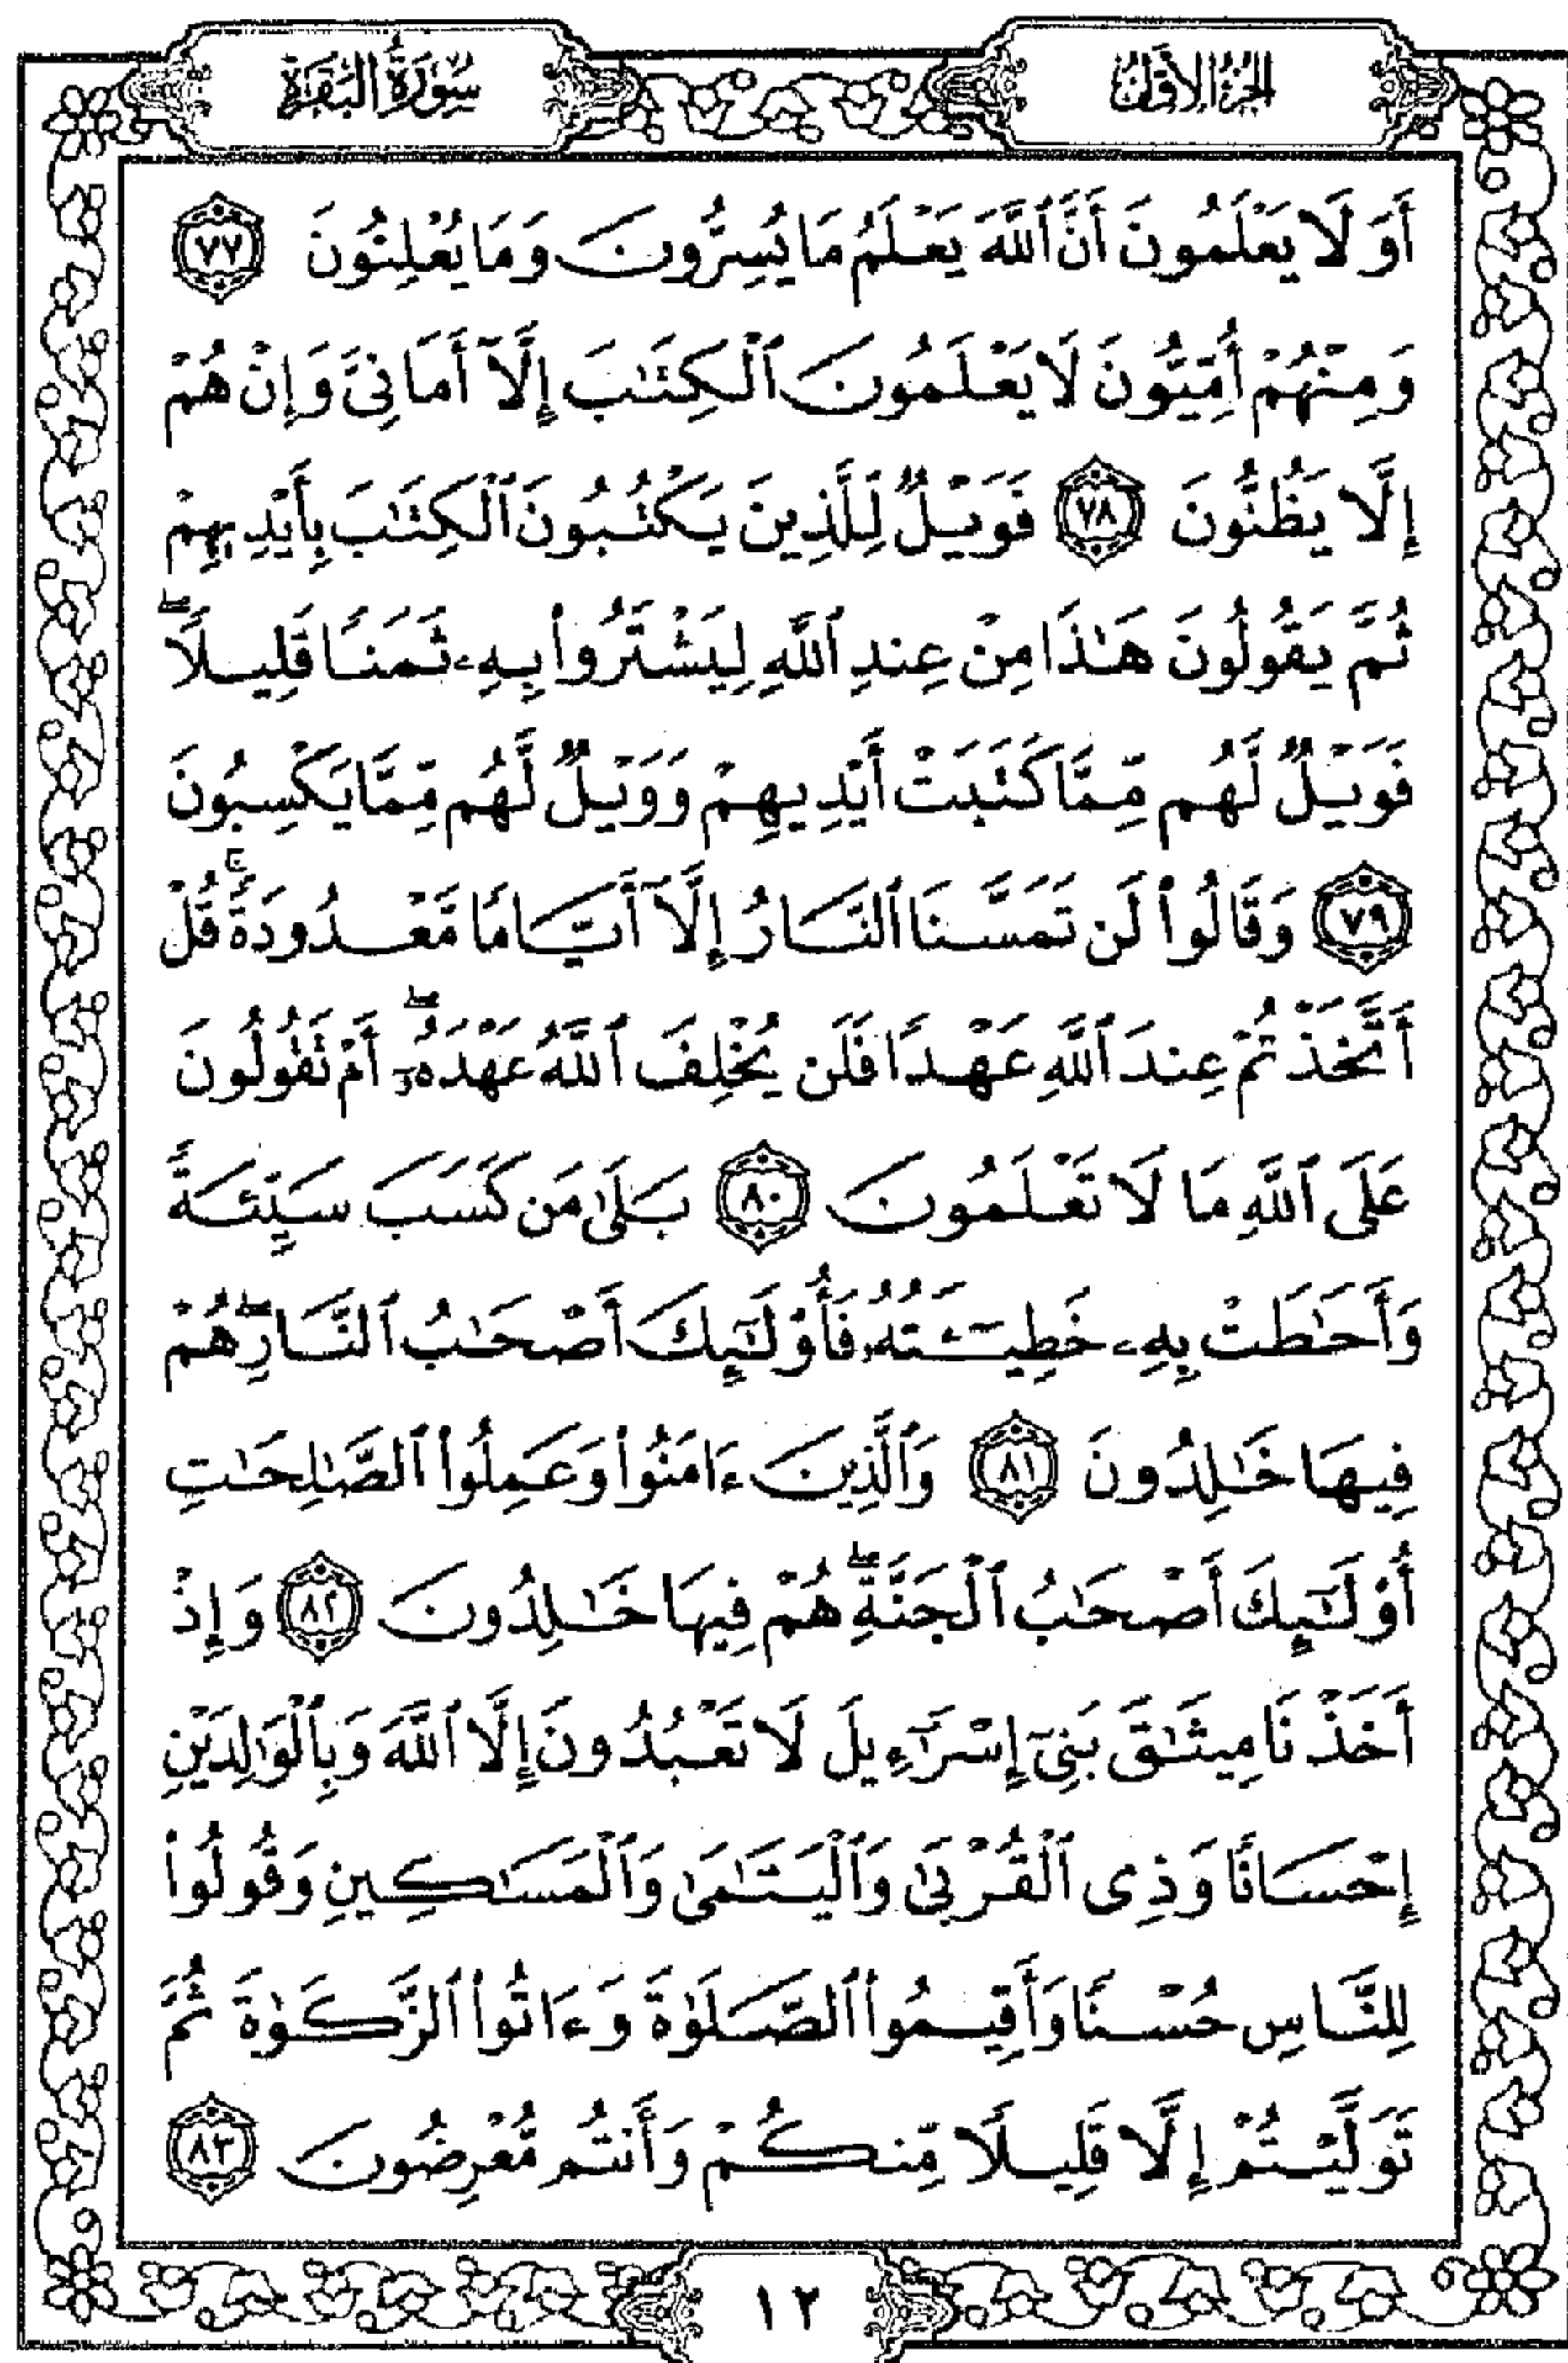 الجزء الأول
سورة البقرة
أَوَلَا يَعْلَمُونَ أَنَّ ٱللَّهَ يَعْلَمُ مَا يُسِرُّونَ وَمَا يُعْلِنُونَ ٧٧
وَمِنْهُمْ أُمِّيُّونَ لَا يَعْلَمُونَ ٱلْكِتَٰبَ إِلَّآ أَمَانِىَّ وَإِنْ هُمْ
إِلَّا يَظُنُّونَ ٧٨ فَوَيْلٌ لِّلَّذِينَ يَكْتُبُونَ ٱلْكِتَٰبَ بِأَيْدِيهِمْ
ثُمَّ يَقُولُونَ هَٰذَا مِنْ عِندِ ٱللَّهِ لِيَشْتَرُوا۟ بِهِۦ ثَمَنًا قَلِيلًا ۖ
فَوَيْلٌ لَّهُم مِّمَّا كَتَبَتْ أَيْدِيهِمْ وَوَيْلٌ لَّهُم مِّمَّا يَكْسِبُونَ
٧٩ وَقَالُوا۟ لَن تَمَسَّنَا ٱلنَّارُ إِلَّآ أَيَّامًا مَّعْدُودَةً ۚ قُلْ
أَتَّخَذْتُمْ عِندَ ٱللَّهِ عَهْدًا فَلَن يُخْلِفَ ٱللَّهُ عَهْدَهُۥٓ ۖ أَمْ تَقُولُونَ
عَلَى ٱللَّهِ مَا لَا تَعْلَمُونَ ٨٠ بَلَىٰ مَن كَسَبَ سَيِّئَةً
وَأَحَٰطَتْ بِهِۦ خَطِيٓـَٔتُهُۥ فَأُو۟لَٰٓئِكَ أَصْحَٰبُ ٱلنَّارِ ۖ هُمْ
فِيهَا خَٰلِدُونَ ٨١ وَٱلَّذِينَ ءَامَنُوا۟ وَعَمِلُوا۟ ٱلصَّٰلِحَٰتِ
أُو۟لَٰٓئِكَ أَصْحَٰبُ ٱلْجَنَّةِ ۖ هُمْ فِيهَا خَٰلِدُونَ ٨٢ وَإِذْ
أَخَذْنَا مِيثَٰقَ بَنِىٓ إِسْرَٰٓءِيلَ لَا تَعْبُدُونَ إِلَّا ٱللَّهَ وَبِٱلْوَٰلِدَيْنِ
إِحْسَانًا وَذِى ٱلْقُرْبَىٰ وَٱلْيَتَٰمَىٰ وَٱلْمَسَٰكِينِ وَقُولُوا۟
لِلنَّاسِ حُسْنًا وَأَقِيمُوا۟ ٱلصَّلَوٰةَ وَءَاتُوا۟ ٱلزَّكَوٰةَ ثُمَّ
تَوَلَّيْتُمْ إِلَّا قَلِيلًا مِّنكُمْ وَأَنتُم مُّعْرِضُونَ ٨٣
١٢